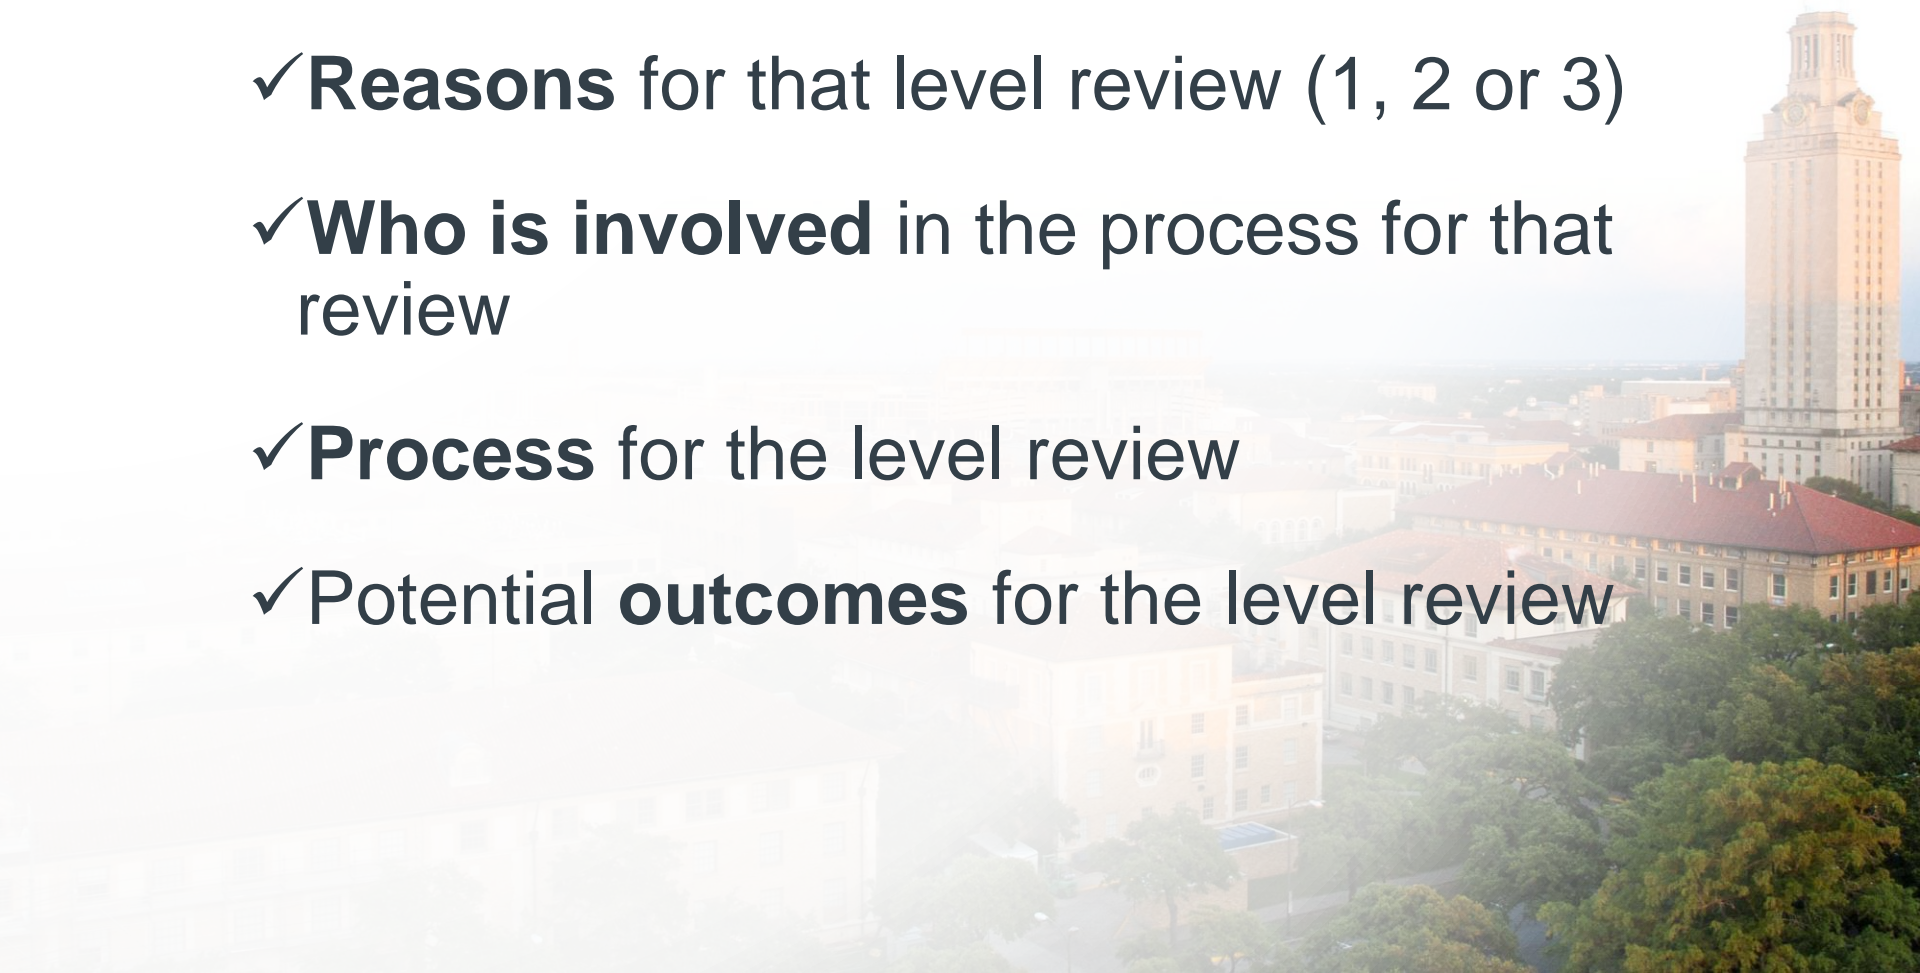 ✓Reasons for that level review (1, 2 or 3)
✓Who is involved in the process for that
review
✓Process for the level review
✓Potential outcomes for the level review